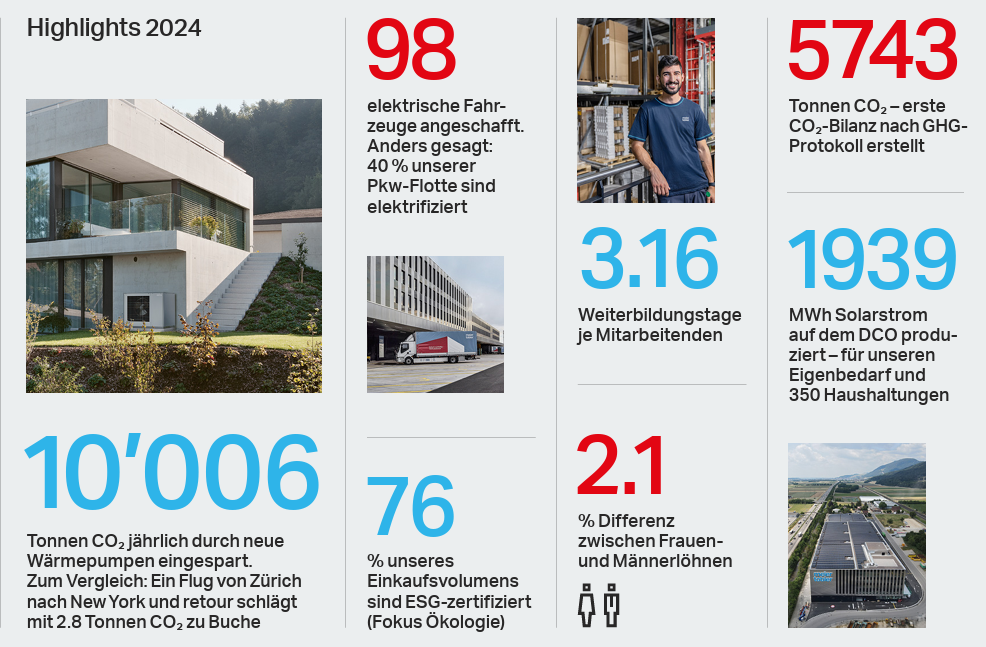 Highlights 2024
10’006
Tonnen CO₂ jährlich durch neue
Wärmepumpen eingespart.
Zum Vergleich: Ein Flug von Zürich
nach New York und retour schlägt
mit 2.8 Tonnen CO₂ zu Buche
98
elektrische Fahr-
zeuge angeschafft.
Anders gesagt:
40 % unserer
Pkw-Flotte sind
elektrifiziert
76
% unseres
Einkaufsvolumens
sind ESG-zertifiziert
(Fokus Ökologie)
3.16
Weiterbildungstage
je Mitarbeitenden
2.1
% Differenz
zwischen Frauen-
und Männerlöhnen
5743
Tonnen CO₂ – erste
CO₂-Bilanz nach GHG-
Protokoll erstellt
1939
MWh Solarstrom
auf dem DCO produ-
ziert – für unseren
Eigenbedarf und
350 Haushaltungen